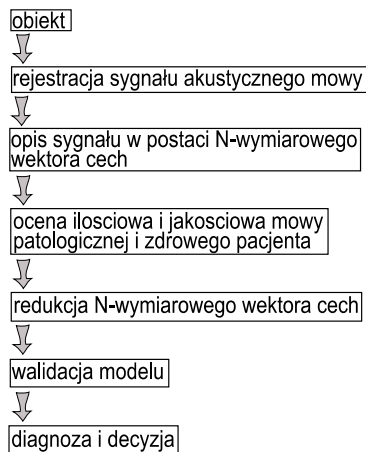 obiekt
rejestracja sygnału akustycznego mowy
opis sygnału w postaci N-wymiarowego
wektora cech
ocena ilosciowa i jakosciowa mowy
patologicznej i zdrowego pacjenta
redukcja N-wymiarowego wektora cech
walidacja modelu
diagnoza i decyzja